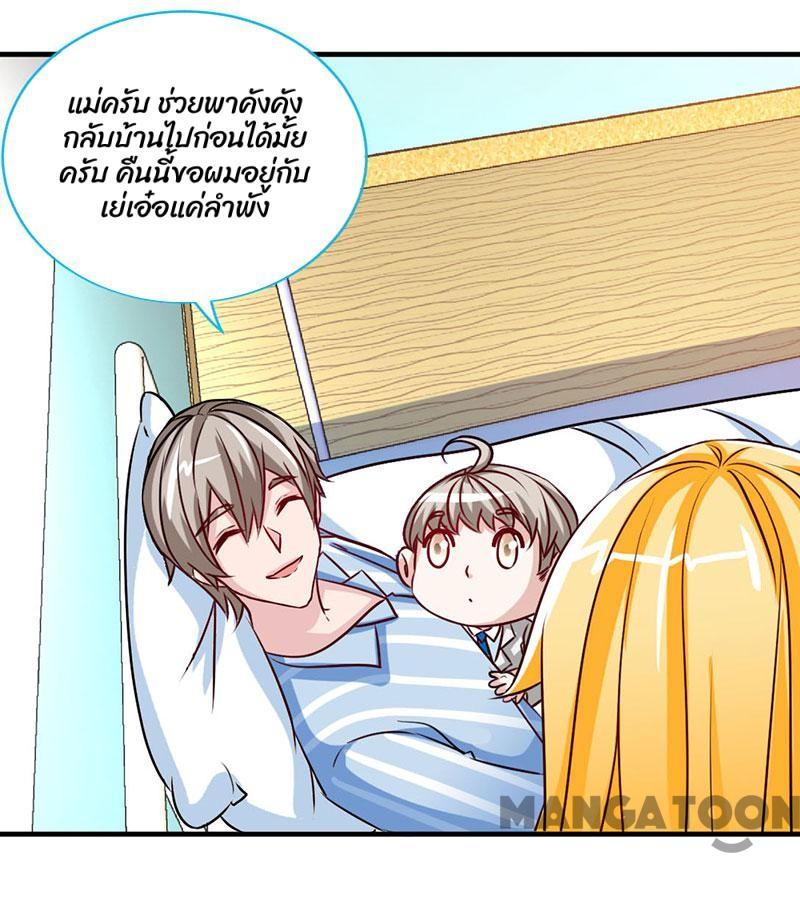 แม่ครับ ช่วยพาคังคัง
กลับบ้านไปก่อนได้มั้ย
ครับ คืนนี้ขอผมอยู่กับ
เย่เอ๋อแค่ลำพัง
MANGATOON